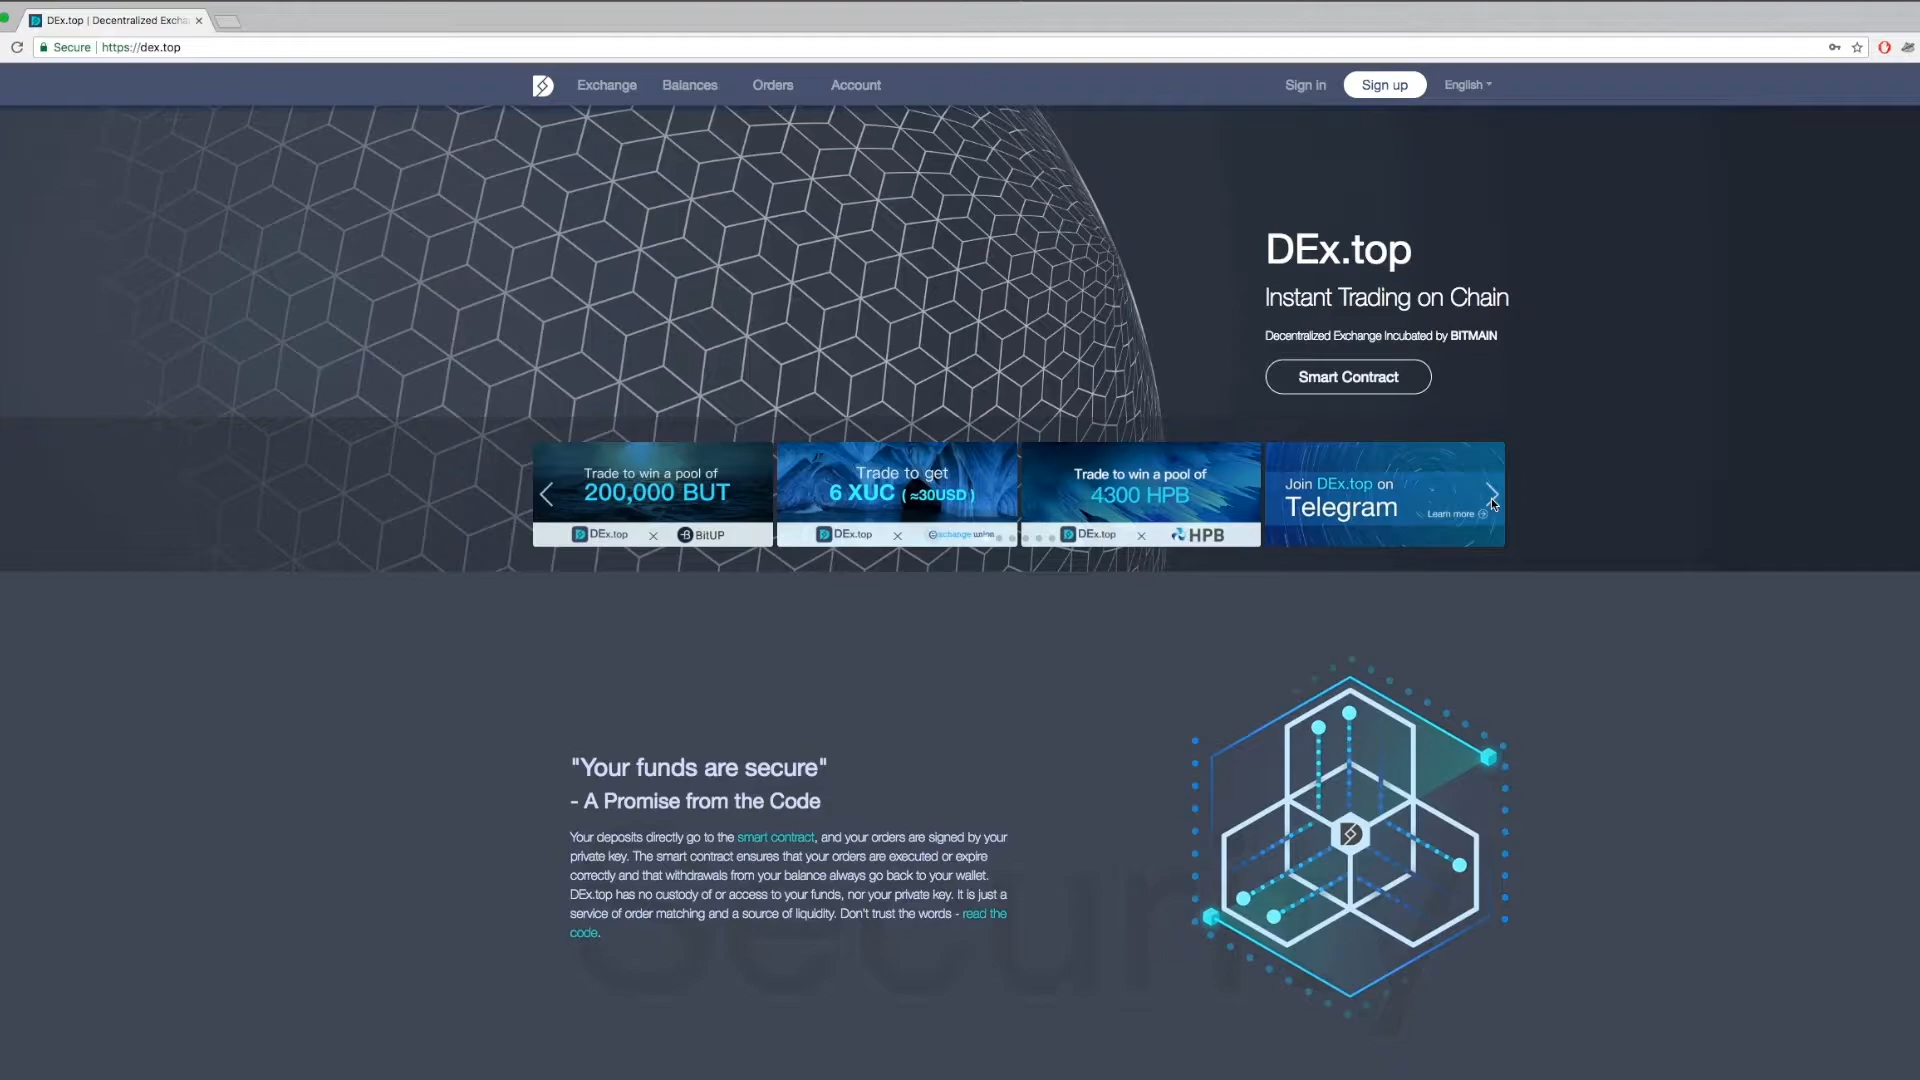 DEx.top | Decentralized Excha
Secure | https://dex.top
Exchange Balances Orders Account Sign in Sign up English
DEx.top
Instant Trading on Chain
Decentralized Exchange Incubated by BITMAIN
Smart Contract
Trade to win a pool of
200,000 BUT
DEx.top × BitUP
Trade to get
6 XUC ( ≈30USD )
DEx.top × Exchange union
Trade to win a pool of
4300 HPB
DEx.top × HPB
Join DEx.top on
Telegram
Learn more
"Your funds are secure"
- A Promise from the Code
Your deposits directly go to the smart contract, and your orders are signed by your
private key. The smart contract ensures that your orders are executed or expire
correctly and that withdrawals from your balance always go back to your wallet.
DEx.top has no custody of or access to your funds, nor your private key. It is just a
service of order matching and a source of liquidity. Don't trust the words - read the
code.
Security